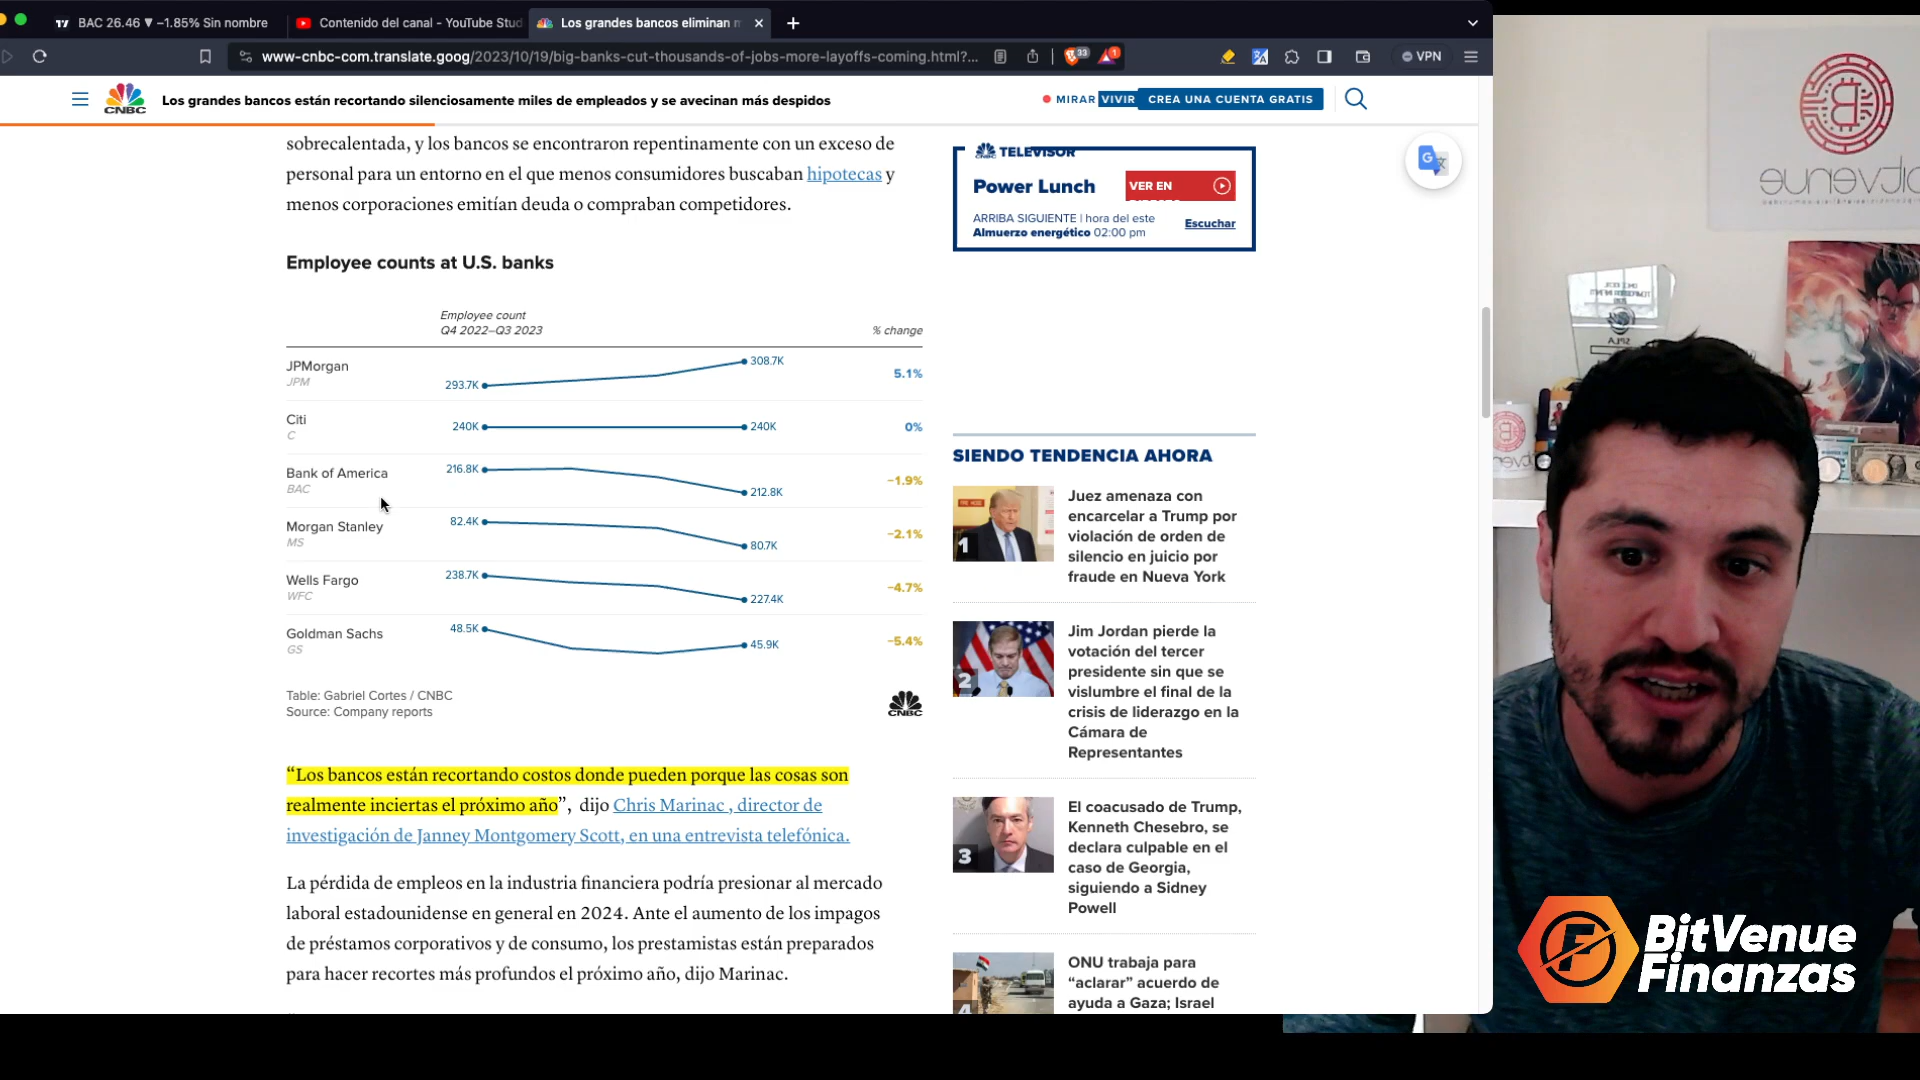 BAC 26.46 ▼ −1.85% Sin nombre
Contenido del canal - YouTube Stud
Los grandes bancos eliminan m
www-cnbc-com.translate.goog/2023/10/19/big-banks-cut-thousands-of-jobs-more-layoffs-coming.html?...
33
1
VPN
CNBC
Los grandes bancos están recortando silenciosamente miles de empleados y se avecinan más despidos
MIRAR VIVIR
CREA UNA CUENTA GRATIS
sobrecalentada, y los bancos se encontraron repentinamente con un exceso de
personal para un entorno en el que menos consumidores buscaban hipotecas y
menos corporaciones emitían deuda o compraban competidores.
Employee counts at U.S. banks
Employee count
Q4 2022–Q3 2023
% change
JPMorgan
JPM
293.7K
308.7K
5.1%
Citi
C
240K
240K
0%
Bank of America
BAC
216.8K
212.8K
−1.9%
Morgan Stanley
MS
82.4K
80.7K
−2.1%
Wells Fargo
WFC
238.7K
227.4K
−4.7%
Goldman Sachs
GS
48.5K
45.9K
−5.4%
Table: Gabriel Cortes / CNBC
Source: Company reports
CNBC
“Los bancos están recortando costos donde pueden porque las cosas son
realmente inciertas el próximo año”, dijo Chris Marinac , director de
investigación de Janney Montgomery Scott, en una entrevista telefónica.
La pérdida de empleos en la industria financiera podría presionar al mercado
laboral estadounidense en general en 2024. Ante el aumento de los impagos
de préstamos corporativos y de consumo, los prestamistas están preparados
para hacer recortes más profundos el próximo año, dijo Marinac.
TELEVISOR
Power Lunch
VER EN
ARRIBA SIGUIENTE | hora del este
Almuerzo energético 02:00 pm
Escuchar
SIENDO TENDENCIA AHORA
1
Juez amenaza con
encarcelar a Trump por
violación de orden de
silencio en juicio por
fraude en Nueva York
2
Jim Jordan pierde la
votación del tercer
presidente sin que se
vislumbre el final de la
crisis de liderazgo en la
Cámara de
Representantes
3
El coacusado de Trump,
Kenneth Chesebro, se
declara culpable en el
caso de Georgia,
siguiendo a Sidney
Powell
4
ONU trabaja para
“aclarar” acuerdo de
ayuda a Gaza; Israel
bitvenue
BitVenue
Finanzas